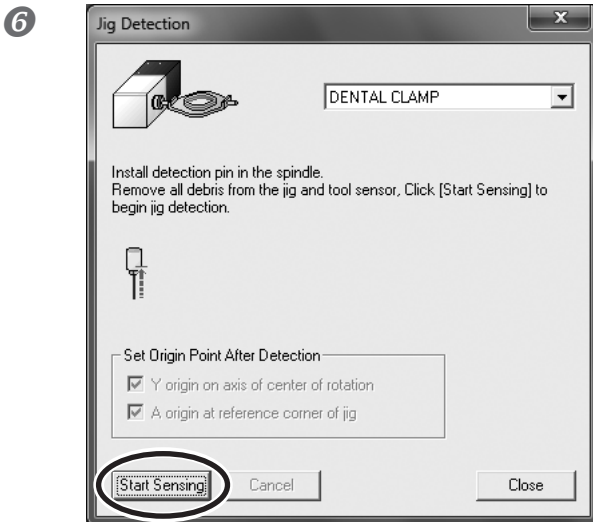 6
Jig Detection
DENTAL CLAMP
Install detection pin in the spindle.
Remove all debris from the jig and tool sensor, Click [Start Sensing] to
begin jig detection.
Set Origin Point After Detection
Y origin on axis of center of rotation
A origin at reference corner of jig
Start Sensing Cancel Close